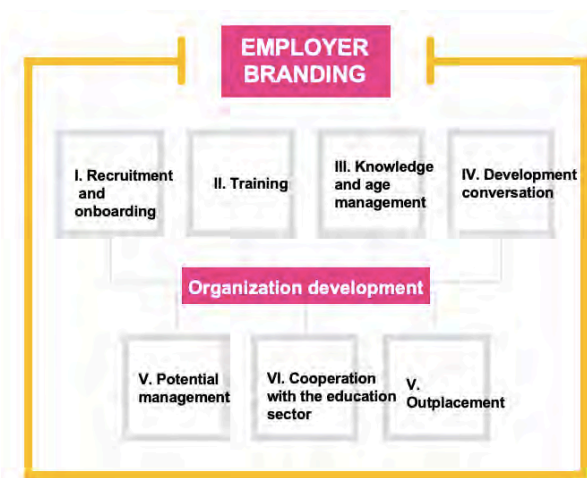 EMPLOYER
BRANDING
I. Recruitment
and
onboarding
II. Training
III. Knowledge
and age
management
IV. Development
conversation
Organization development
V. Potential
management
VI. Cooperation
with the education
sector
V.
Outplacement